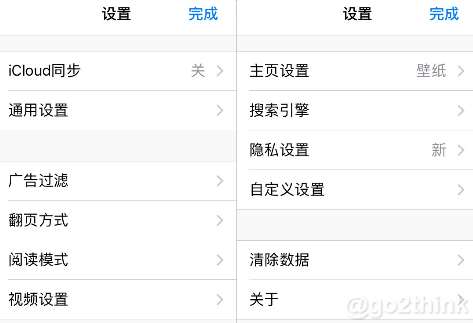 设置
完成
iCloud同步
关
通用设置
广告过滤
翻页方式
阅读模式
视频设置
设置
完成
主页设置
壁纸
搜索引擎
隐私设置
新
自定义设置
清除数据
关于
@go2think